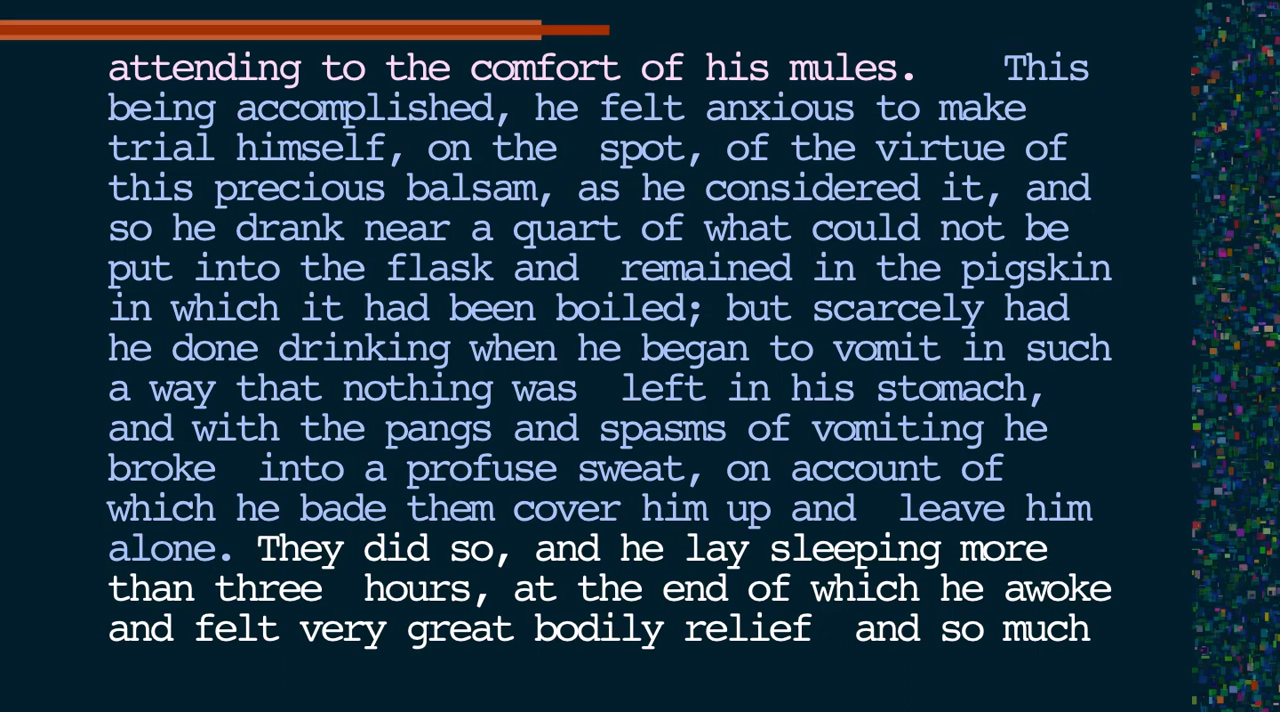 attending to the comfort of his mules.    This
being accomplished, he felt anxious to make
trial himself, on the  spot, of the virtue of
this precious balsam, as he considered it, and
so he drank near a quart of what could not be
put into the flask and  remained in the pigskin
in which it had been boiled; but scarcely had
he done drinking when he began to vomit in such
a way that nothing was  left in his stomach,
and with the pangs and spasms of vomiting he
broke  into a profuse sweat, on account of
which he bade them cover him up and  leave him
alone. They did so, and he lay sleeping more
than three  hours, at the end of which he awoke
and felt very great bodily relief  and so much